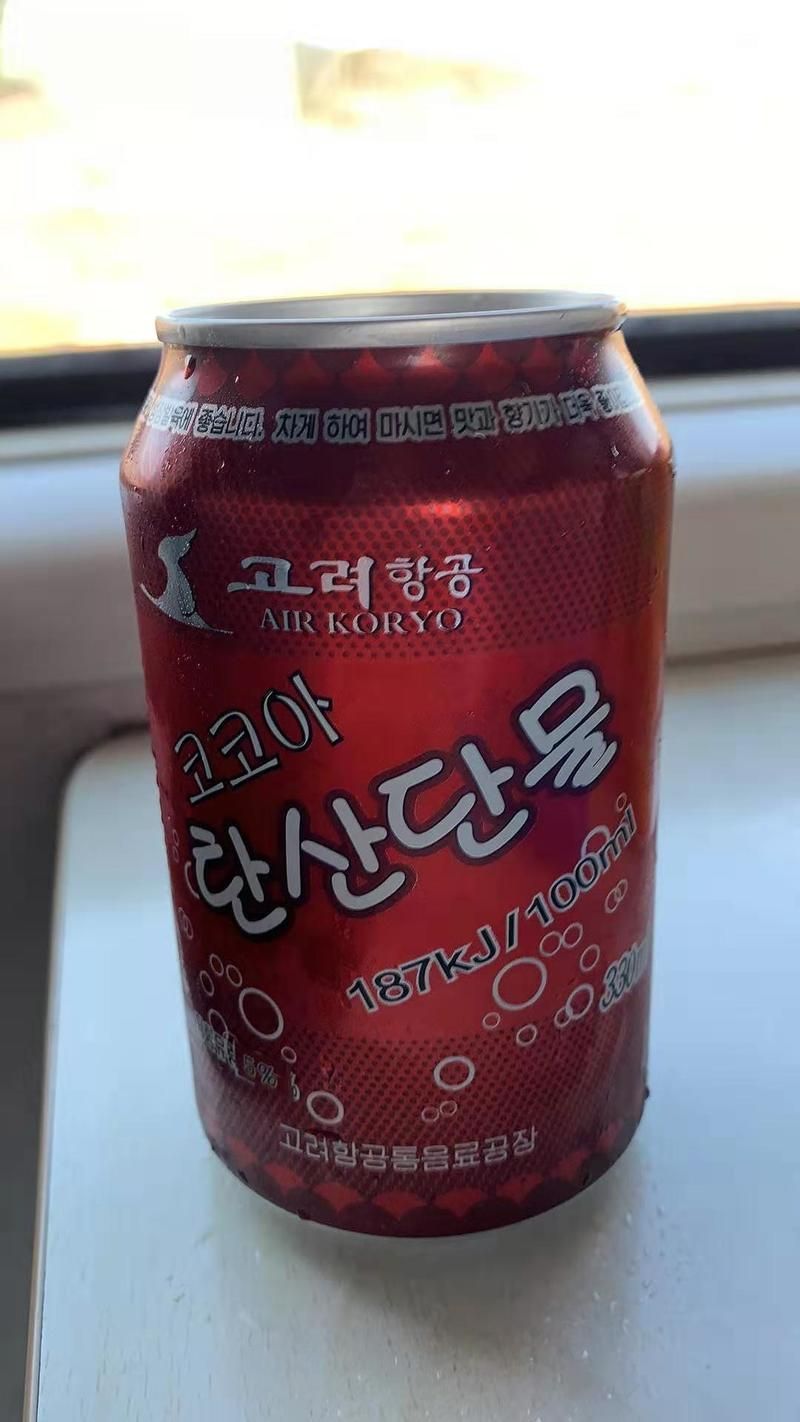 좋습니다. 차게 하여 마시면 맛과 향기가 더욱
고려항공
AIR KORYO
코코아
탄산단물
187kJ/100ml
330m
5%
고려항공통음료공장